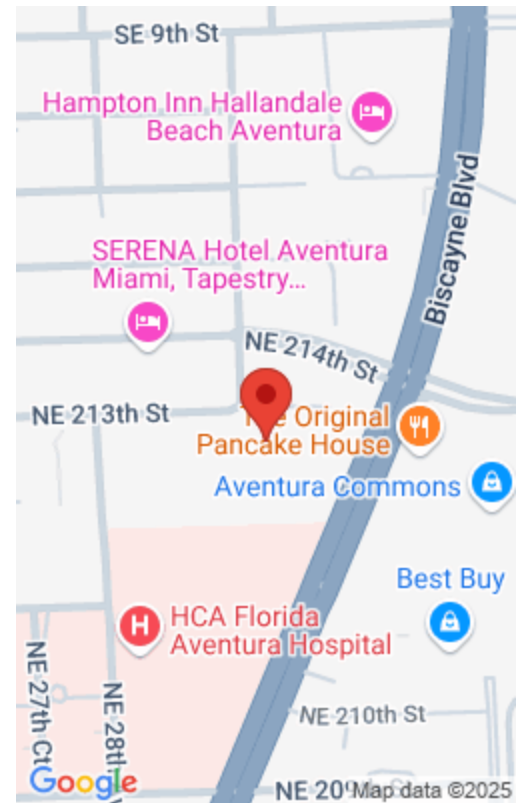 SE 9th St
Hampton Inn Hallandale
Beach Aventura
Biscayne Blvd
SERENA Hotel Aventura
Miami, Tapestry...
NE 214th St
NE 213th St
Original
Pancake House
Aventura Commons
Best Buy
H
HCA Florida
Aventura Hospital
NE 27th Ct
NE 28th
NE 210th St
Google
NE
Map data ©2025